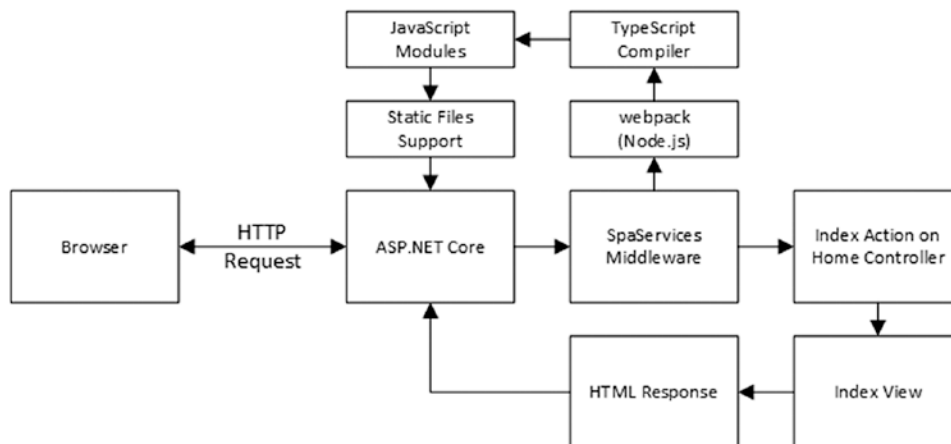 JavaScript
Modules
TypeScript
Compiler
Static Files
Support
webpack
(Node.js)
Browser
HTTP
Request
ASP.NET Core
SpaServices
Middleware
Index Action on
Home Controller
HTML Response
Index View